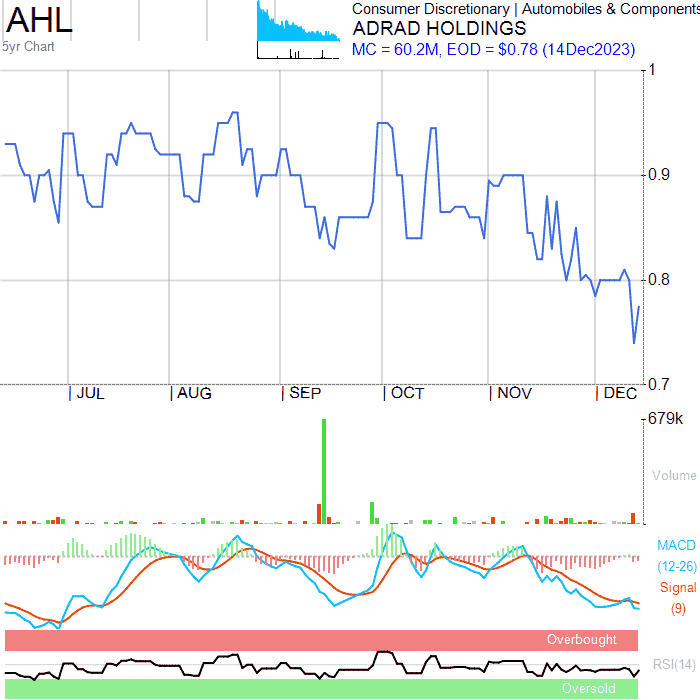 AHL
5yr Chart
Consumer Discretionary | Automobiles & Components
ADRAD HOLDINGS
MC = 60.2M, EOD = $0.78 (14Dec2023)
1
0.9
0.8
0.7
JUL
AUG
SEP
OCT
NOV
DEC
679k
Volume
MACD
(12-26)
Signal
(9)
Overbought
RSI(14)
Oversold